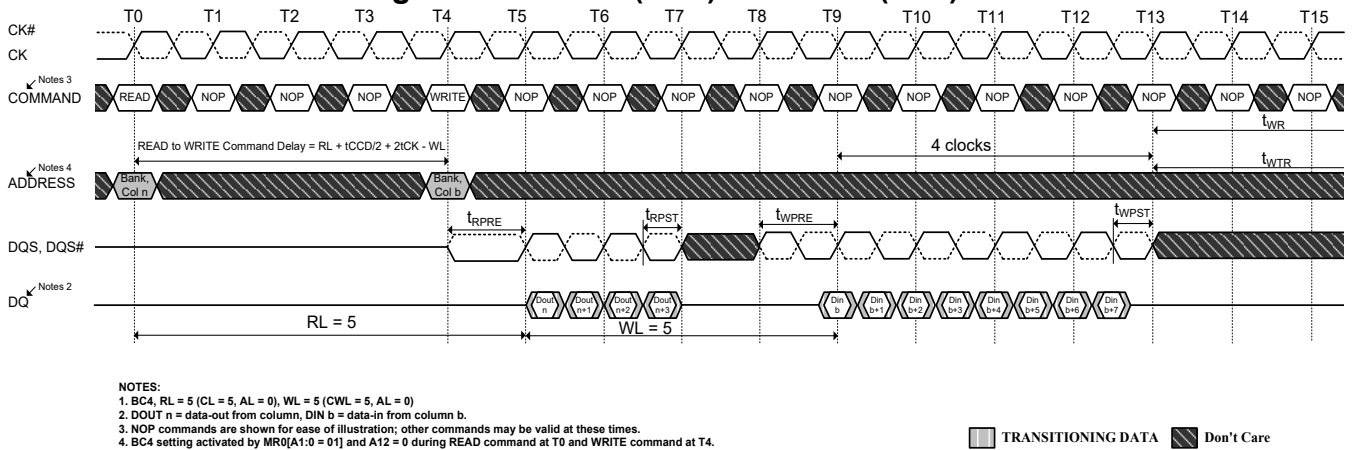 T0 T1 T2 T3 T4 T5 T6 T7 T8 T9 T10 T11 T12 T13 T14 T15
CK#
CK
Notes 3
COMMAND READ NOP NOP NOP WRITE NOP NOP NOP NOP NOP NOP NOP NOP NOP NOP NOP
tWR
READ to WRITE Command Delay = RL + tCCD/2 + 2tCK - WL
4 clocks
tWTR
Notes 4
ADDRESS Bank, Col n Bank, Col b
tRPRE tRPST tWPRE tWPST
DQS, DQS#
Notes 2
DQ Dout n Dout n+1 Dout n+2 Dout n+3 Din b Din b+1 Din b+2 Din b+3 Din b+4 Din b+5 Din b+6 Din b+7
RL = 5 WL = 5
NOTES:
1. BC4, RL = 5 (CL = 5, AL = 0), WL = 5 (CWL = 5, AL = 0)
2. DOUT n = data-out from column, DIN b = data-in from column b.
3. NOP commands are shown for ease of illustration; other commands may be valid at these times.
4. BC4 setting activated by MR0[A1:0 = 01] and A12 = 0 during READ command at T0 and WRITE command at T4.
TRANSITIONING DATA Don't Care